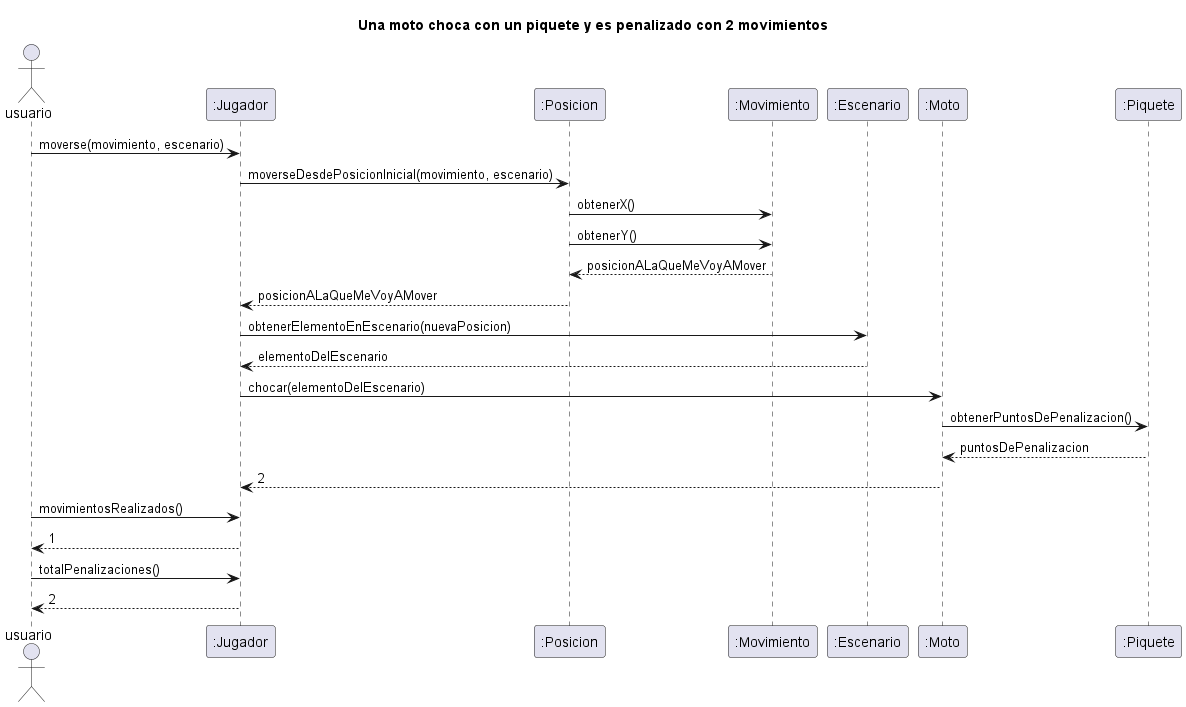 Una moto choca con un piquete y es penalizado con 2 movimientos
usuario
:Jugador
:Posicion
:Movimiento
:Escenario
:Moto
:Piquete
moverse(movimiento, escenario)
moverseDesdePosicionInicial(movimiento, escenario)
obtenerX()
obtenerY()
posicionALaQueMeVoyAMover
posicionALaQueMeVoyAMover
obtenerElementoEnEscenario(nuevaPosicion)
elementoDelEscenario
chocar(elementoDelEscenario)
obtenerPuntosDePenalizacion()
puntosDePenalizacion
2
movimientosRealizados()
1
totalPenalizaciones()
2
usuario
:Jugador
:Posicion
:Movimiento
:Escenario
:Moto
:Piquete